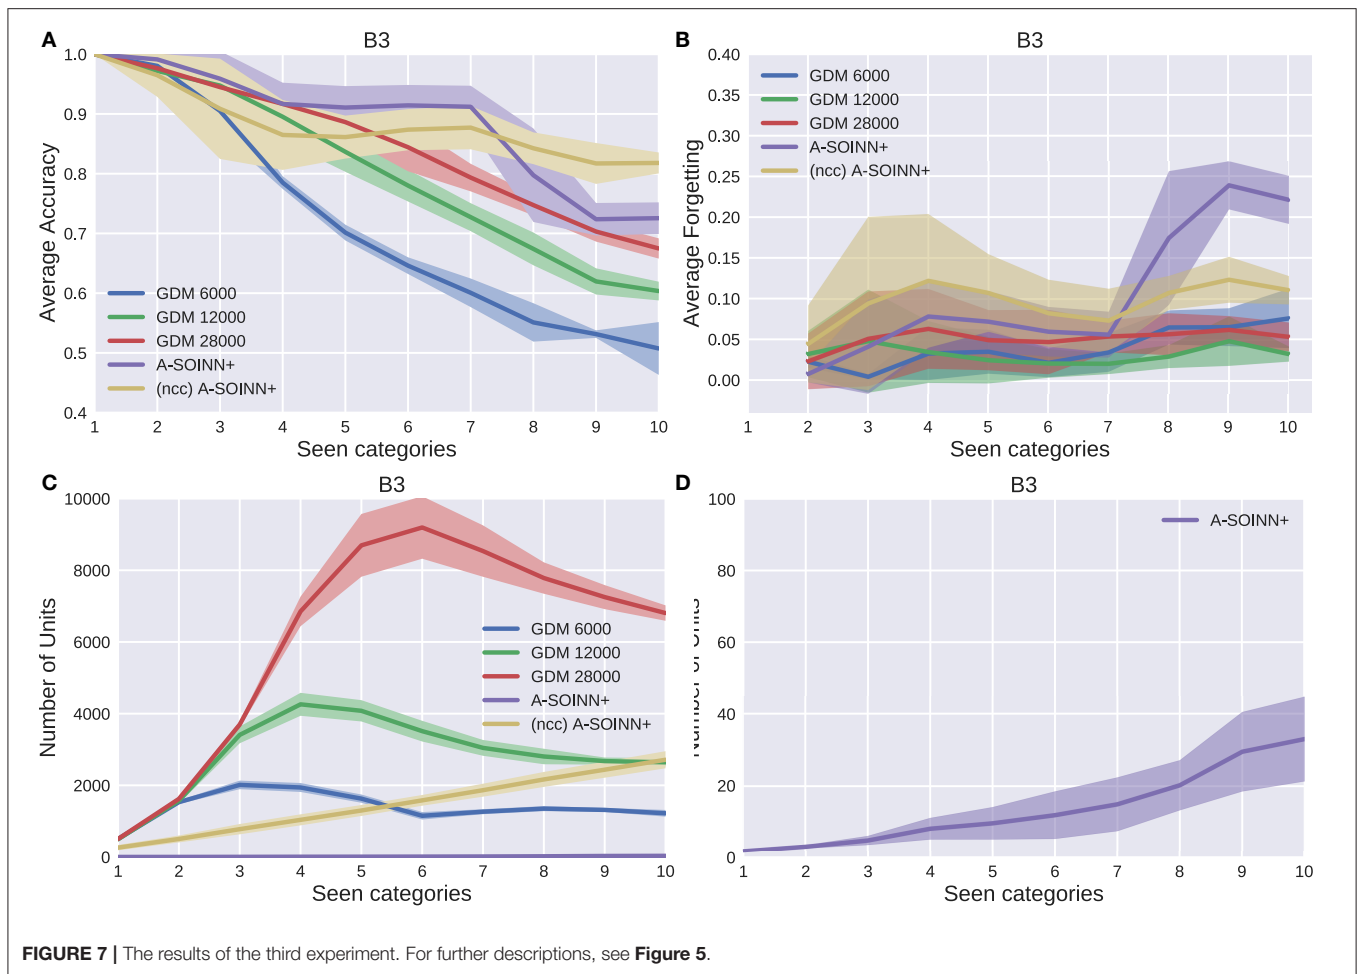 A
B3
1.0
0.9
0.8
0.7
0.6
0.5
0.4
Average Accuracy
GDM 6000
GDM 12000
GDM 28000
A-SOINN+
(ncc) A-SOINN+
1 2 3 4 5 6 7 8 9 10
Seen categories
B
B3
0.40
0.35
0.30
0.25
0.20
0.15
0.10
0.05
0.00
Average Forgetting
GDM 6000
GDM 12000
GDM 28000
A-SOINN+
(ncc) A-SOINN+
1 2 3 4 5 6 7 8 9 10
Seen categories
C
B3
10000
8000
6000
4000
2000
0
Number of Units
GDM 6000
GDM 12000
GDM 28000
A-SOINN+
(ncc) A-SOINN+
1 2 3 4 5 6 7 8 9 10
Seen categories
D
B3
100
80
60
40
20
0
Number of Units
A-SOINN+
1 2 3 4 5 6 7 8 9 10
Seen categories
FIGURE 7 | The results of the third experiment. For further descriptions, see Figure 5.